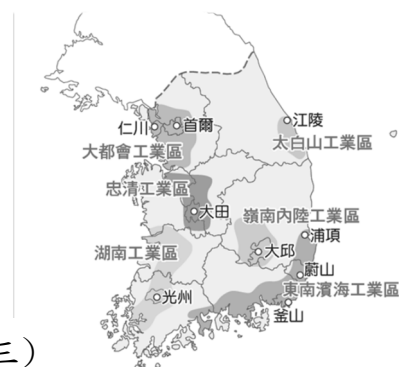 仁川
首爾
江陵
大都會工業區
太白山工業區
忠清工業區
大田
嶺南內陸工業區
浦項
湖南工業區
大邱
蔚山
東南濱海工業區
光州
釜山
三）